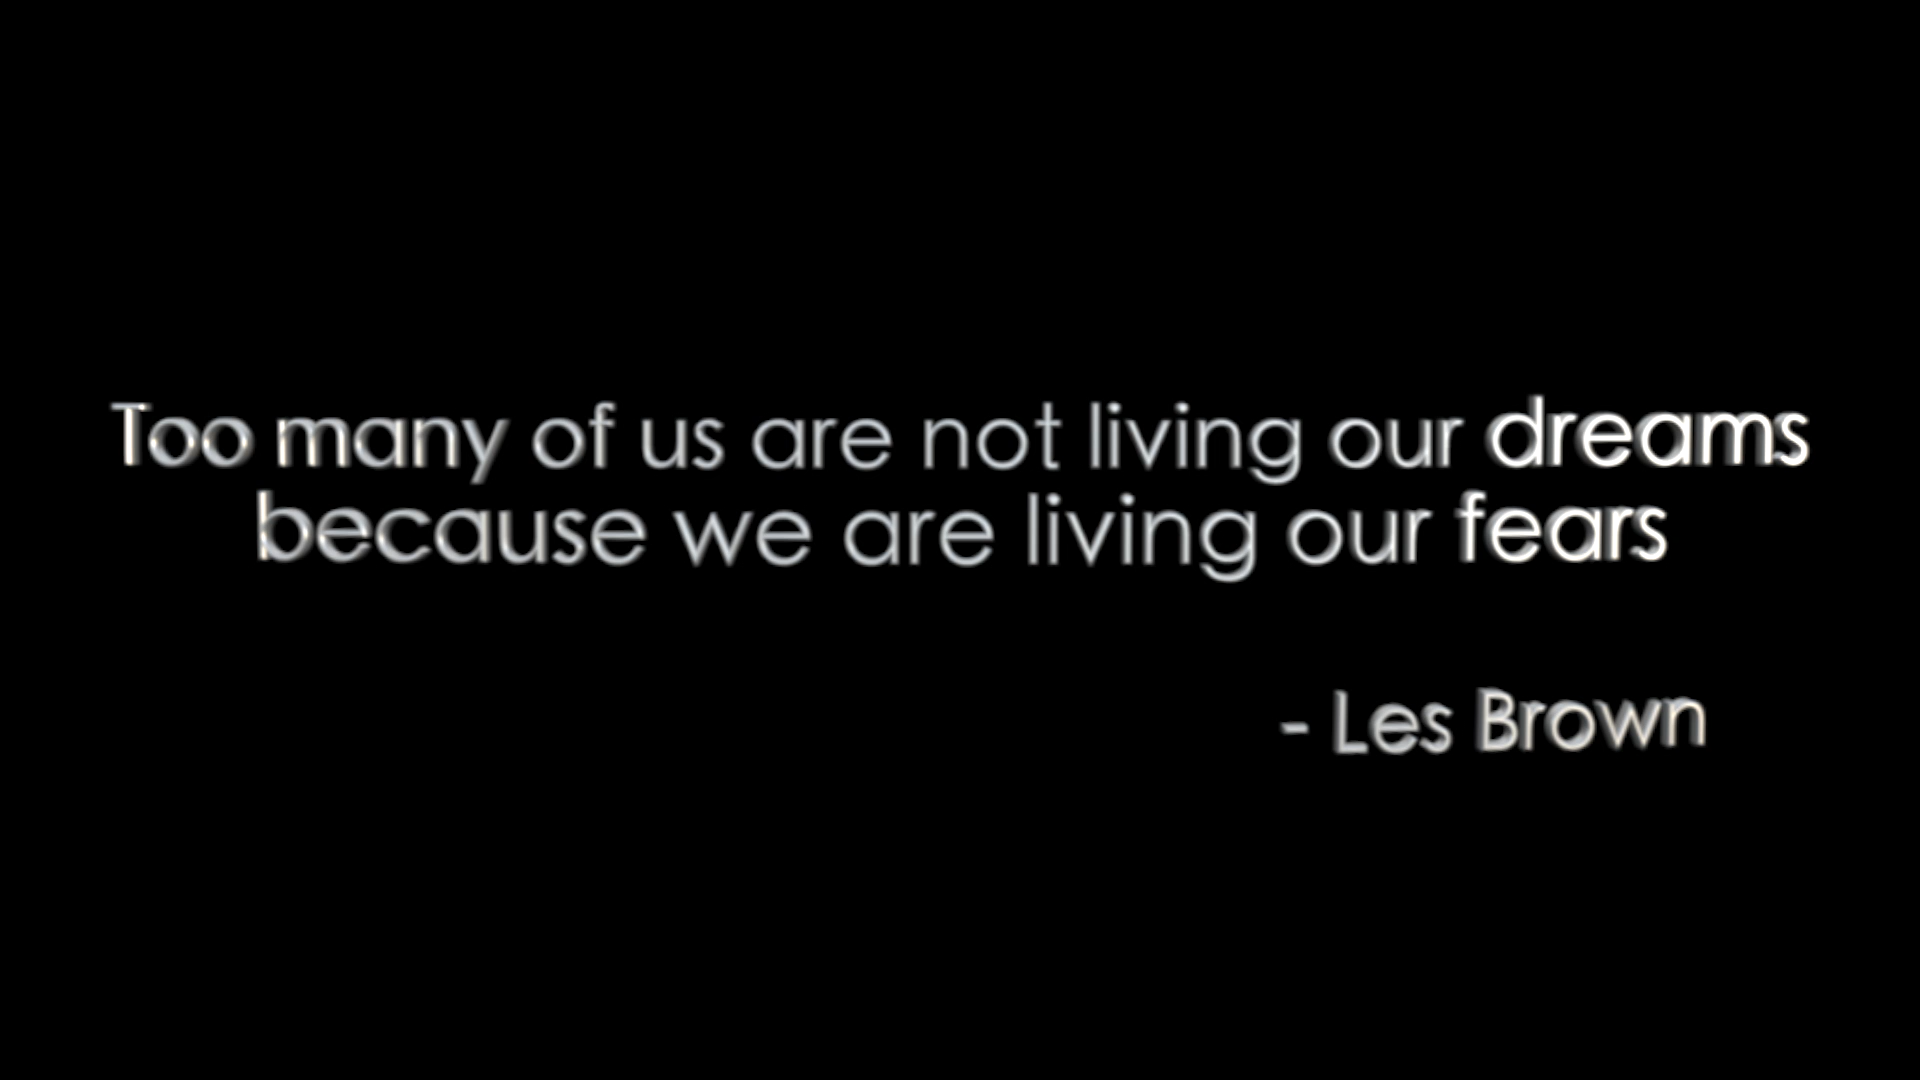 Too many of us are not living our dreams
because we are living our fears
- Les Brown